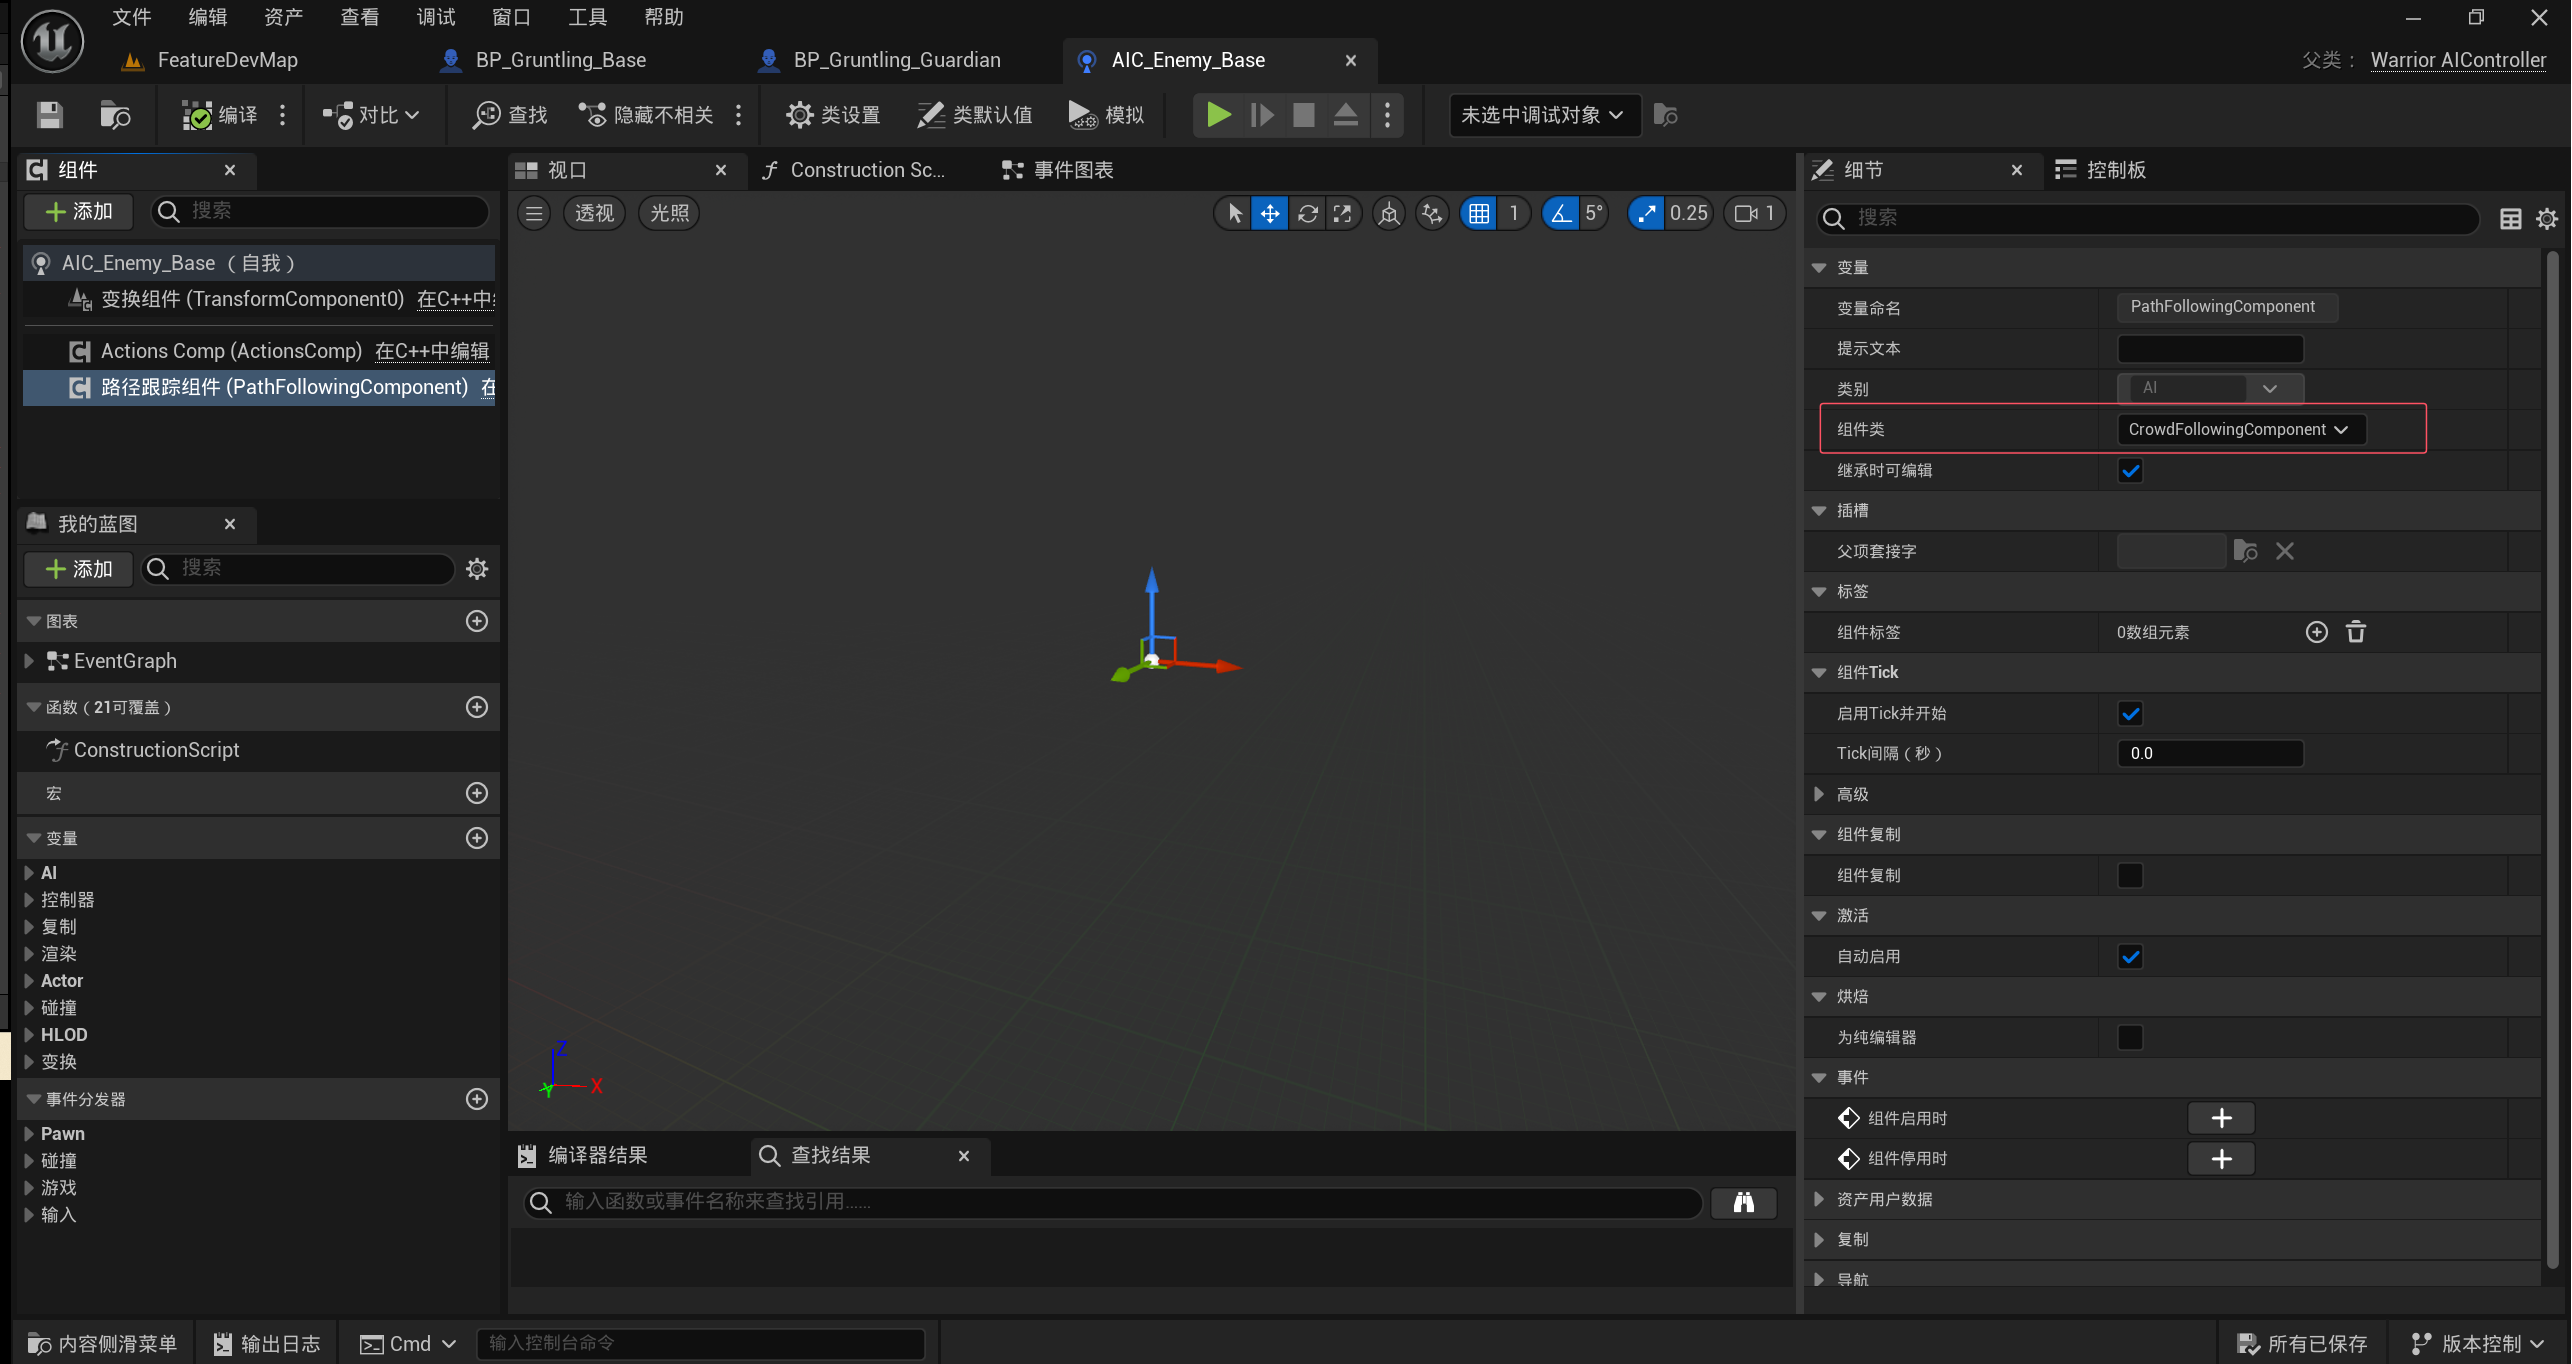 文件 编辑 资产 查看 调试 窗口 工具 帮助
FeatureDevMap BP_Gruntling_Base BP_Gruntling_Guardian AIC_Enemy_Base 父类： Warrior AIController
编译 对比 查找 隐藏不相关 类设置 类默认值 模拟 未选中调试对象
组件
添加 搜索
AIC_Enemy_Base （自我）
变换组件 (TransformComponent0) 在C++中
Actions Comp (ActionsComp) 在C++中编辑
路径跟踪组件 (PathFollowingComponent) 在
我的蓝图
添加 搜索
图表
EventGraph
函数（21可覆盖）
ConstructionScript
宏
变量
AI
控制器
复制
渲染
Actor
碰撞
HLOD
变换
事件分发器
Pawn
碰撞
游戏
输入
视口 Construction Sc... 事件图表
透视 光照 1 5° 0.25 1
Z
X
Y
编译器结果 查找结果
输入函数或事件名称来查找引用......
细节 控制板
搜索
变量
变量命名 PathFollowingComponent
提示文本
类别 AI
组件类 CrowdFollowingComponent
继承时可编辑
插槽
父项套接字
标签
组件标签 0数组元素
组件Tick
启用Tick并开始
Tick间隔（秒） 0.0
高级
组件复制
组件复制
激活
自动启用
烘焙
为纯编辑器
事件
组件启用时
组件停用时
资产用户数据
复制
导航
内容侧滑菜单 输出日志 Cmd 输入控制台命令 所有已保存 版本控制